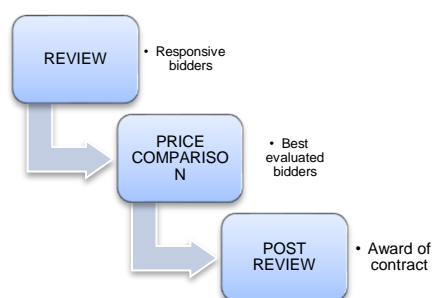 REVIEW
• Responsive
bidders
PRICE
COMPARISO
N
• Best
evaluated
bidders
POST
REVIEW
• Award of
contract